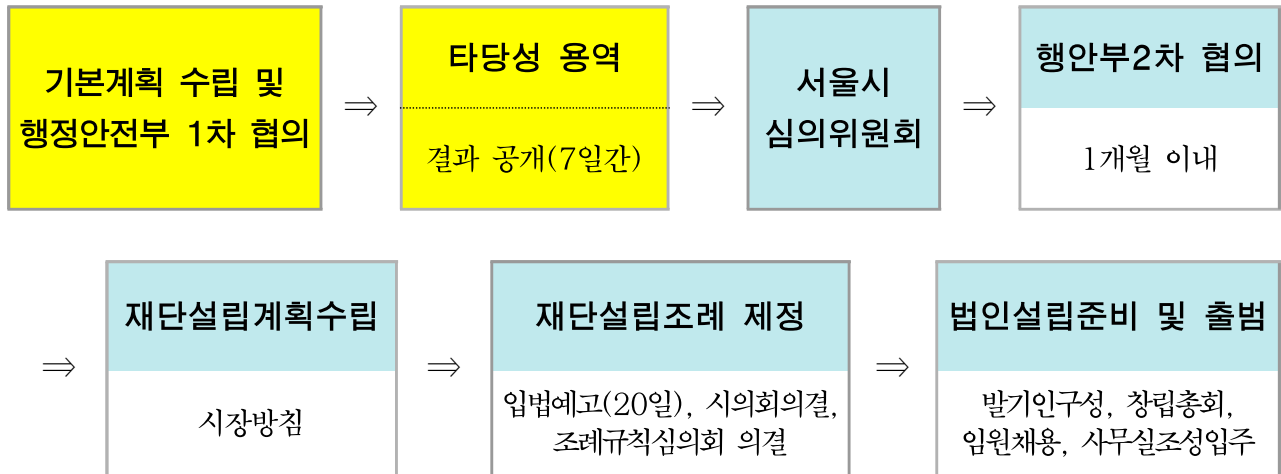 기본계획 수립 및
행정안전부 1차 협의
⇒
타당성 용역
결과 공개(7일간)
⇒
서울시
심의위원회
⇒
행안부2차 협의
1개월 이내
⇒
재단설립계획수립
시장방침
⇒
재단설립조례 제정
입법예고(20일), 시의회의결,
조례규칙심의회 의결
⇒
법인설립준비 및 출범
발기인구성, 창립총회,
임원채용, 사무실조성입주